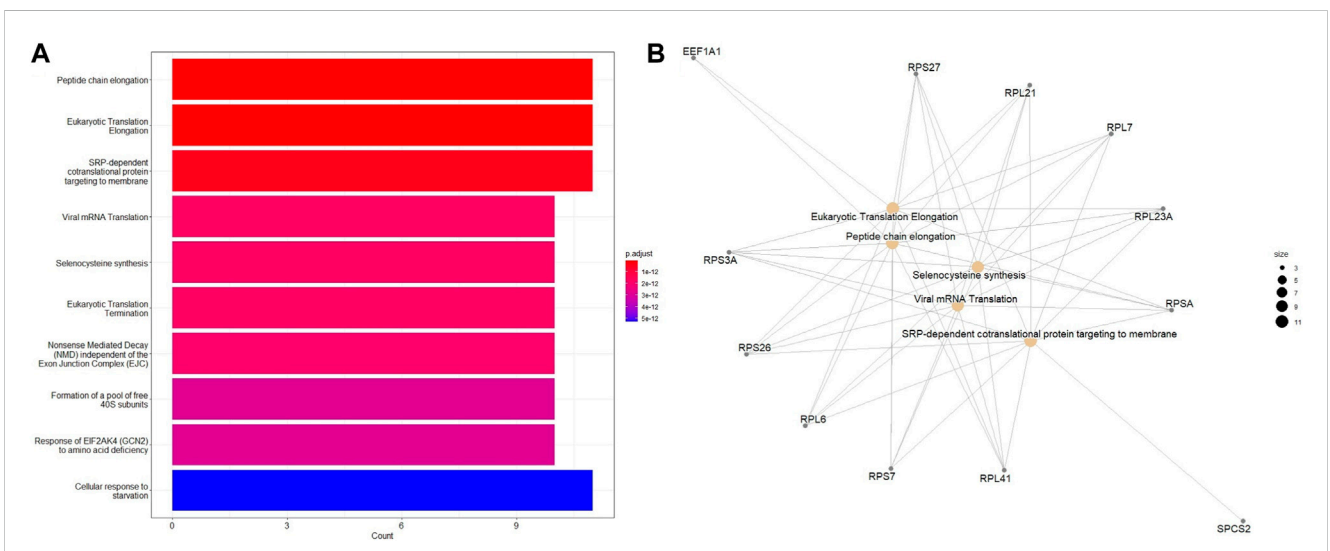 A
Peptide chain elongation
Eukaryotic Translation
Elongation
SRP-dependent
cotranslational protein
targeting to membrane
Viral mRNA Translation
Selenocysteine synthesis
Eukaryotic Translation
Termination
Nonsense Mediated Decay
(NMD) independent of the
Exon Junction Complex (EJC)
Formation of a pool of free
40S subunits
Response of EIF2AK4 (GCN2)
to amino acid deficiency
Cellular response to
starvation
0
3
6
9
Count
p.adjust
1e-12
2e-12
3e-12
4e-12
5e-12
B
EEF1A1
RPS27
RPL21
RPL7
Eukaryotic Translation Elongation
RPL23A
Peptide chain elongation
RPS3A
Selenocysteine synthesis
Viral mRNA Translation
RPSA
SRP-dependent cotranslational protein targeting to membrane
RPS26
RPL6
RPS7
RPL41
SPCS2
size
3
5
7
9
11